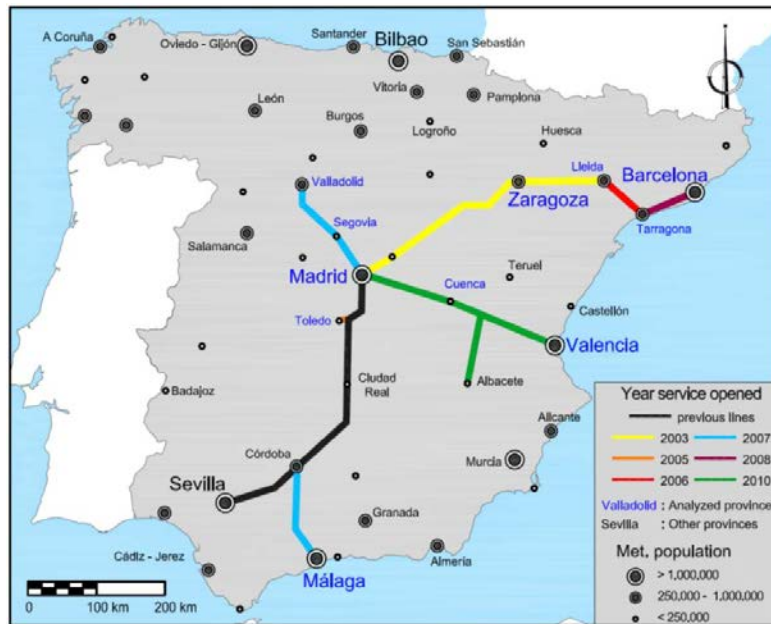 A Coruña
Oviedo - Gijón
Santander
Bilbao
San Sebastián
Vitoria
Pamplona
León
Burgos
Logroño
Huesca
Lleida
Barcelona
Valladolid
Zaragoza
Tarragona
Segovia
Salamanca
Madrid
Teruel
Cuenca
Castellón
Toledo
Valencia
Ciudad
Real
Albacete
Badajoz
Alicante
Córdoba
Murcia
Sevilla
Granada
Cádiz - Jerez
Almería
Málaga
0 100 km 200 km
Year service opened
previous lines
2003 2007
2005 2008
2006 2010
Valladolid : Analyzed province
Sevilla : Other provinces
Met. population
> 1,000,000
250,000 - 1,000,000
< 250,000